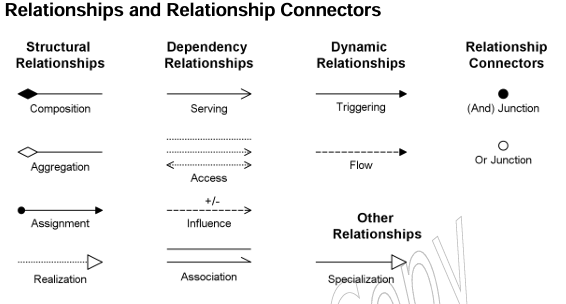 Relationships and Relationship Connectors
Structural
Relationships
Dependency
Relationships
Dynamic
Relationships
Relationship
Connectors
Composition
Serving
Triggering
(And) Junction
Aggregation
Access
Flow
Or Junction
Assignment
+/-
Influence
Other
Relationships
Realization
Association
Specialization